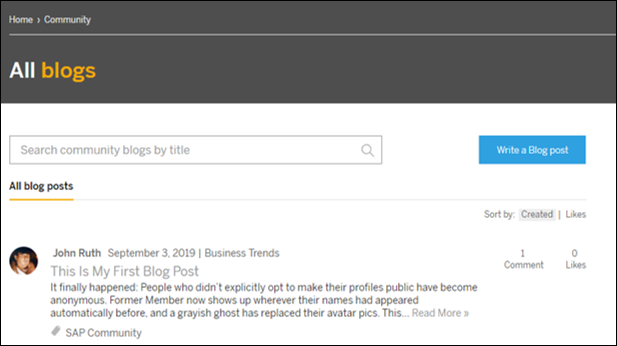 Home › Community
All blogs
Search community blogs by title
Write a Blog post
All blog posts
Sort by: Created | Likes
John Ruth September 3, 2019 | Business Trends
1 Comment
0 Likes
This Is My First Blog Post
It finally happened: People who didn't explicitly opt to make their profiles public have become
anonymous. Former Member now shows up wherever their names had appeared
automatically before, and a grayish ghost has replaced their avatar pics. This... Read More »
SAP Community